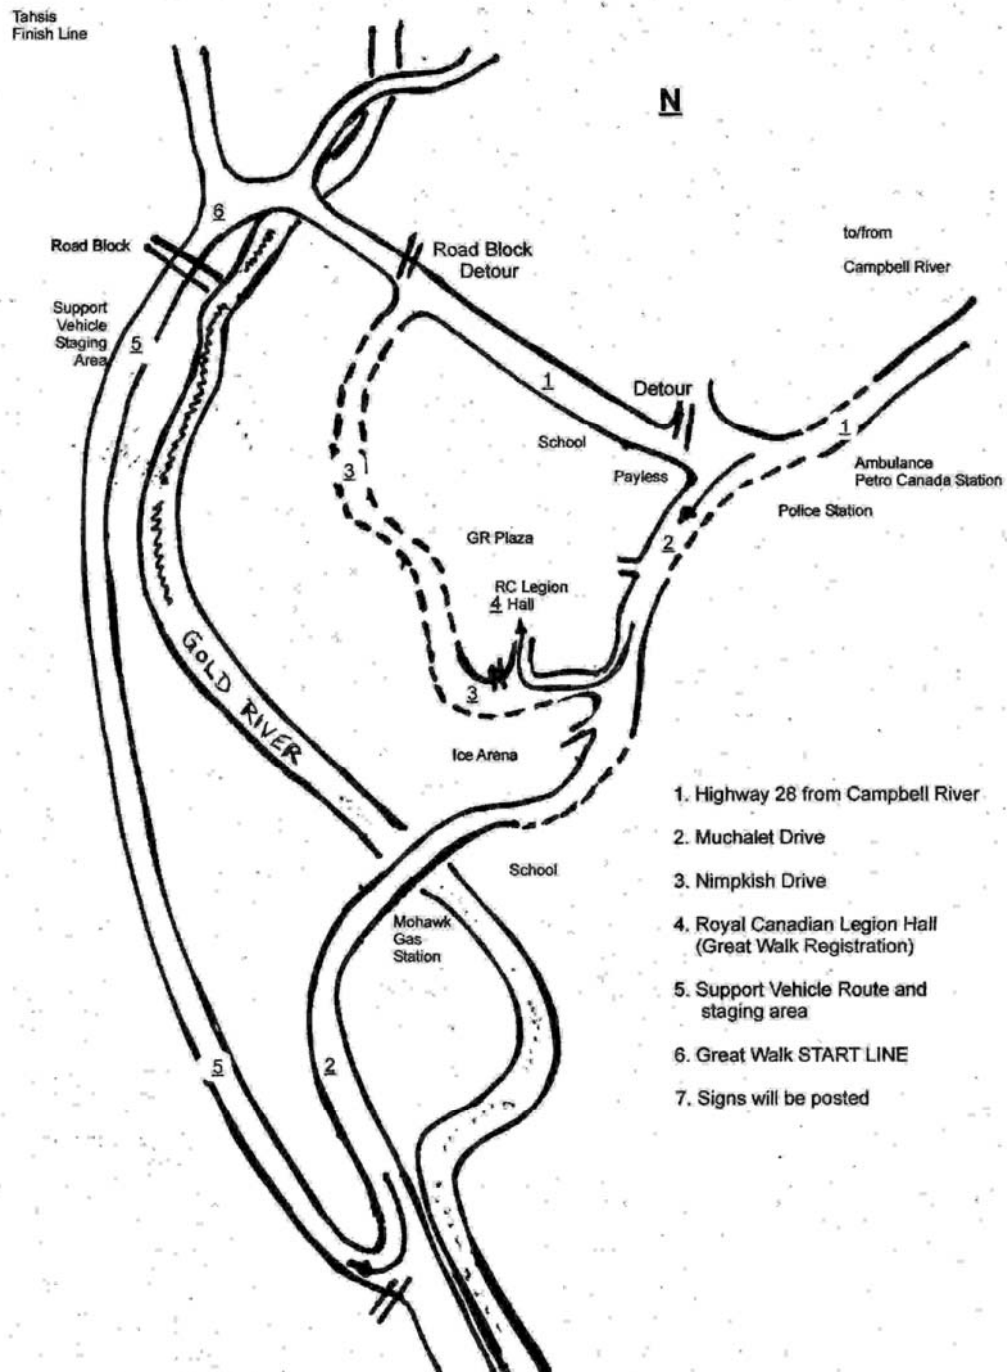 Tahsis
Finish Line
N
6
Road Block
Road Block
Detour
to/from
Campbell River
Support
Vehicle
Staging
Area
5
1
Detour
1
School
Payless
Ambulance
Petro Canada Station
3
Police Station
GR Plaza
2
RC Legion
4 Hall
GOLD RIVER
3
Ice Arena
School
Mohawk
Gas
Station
5
2
1. Highway 28 from Campbell River
2. Muchalet Drive
3. Nimpkish Drive
4. Royal Canadian Legion Hall
(Great Walk Registration)
5. Support Vehicle Route and
staging area
6. Great Walk START LINE
7. Signs will be posted